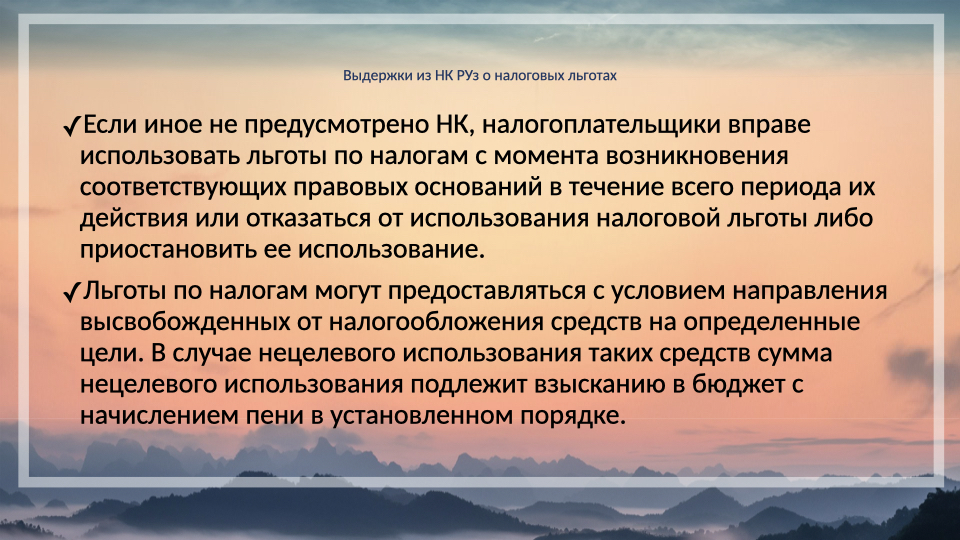 Выдержки из НК РУз о налоговых льготах
✓Если иное не предусмотрено НК, налогоплательщики вправе
использовать льготы по налогам с момента возникновения
соответствующих правовых оснований в течение всего периода их
действия или отказаться от использования налоговой льготы либо
приостановить ее использование.
✓Льготы по налогам могут предоставляться с условием направления
высвобожденных от налогообложения средств на определенные
цели. В случае нецелевого использования таких средств сумма
нецелевого использования подлежит взысканию в бюджет с
начислением пени в установленном порядке.